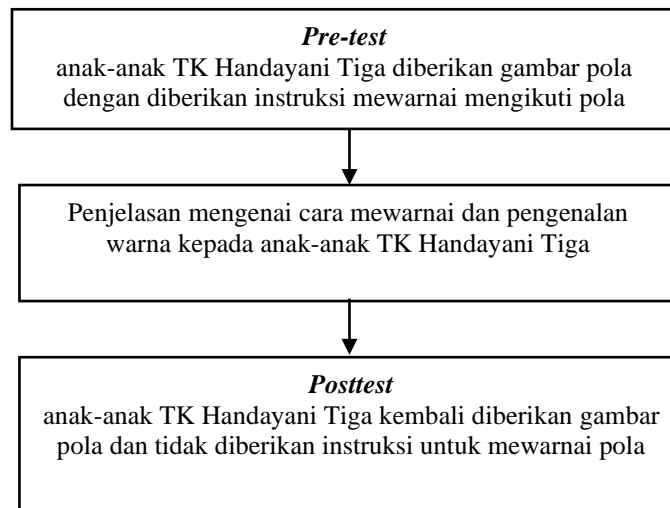 Pre-test
anak-anak TK Handayani Tiga diberikan gambar pola
dengan diberikan instruksi mewarnai mengikuti pola
Penjelasan mengenai cara mewarnai dan pengenalan
warna kepada anak-anak TK Handayani Tiga
Posttest
anak-anak TK Handayani Tiga kembali diberikan gambar
pola dan tidak diberikan instruksi untuk mewarnai pola